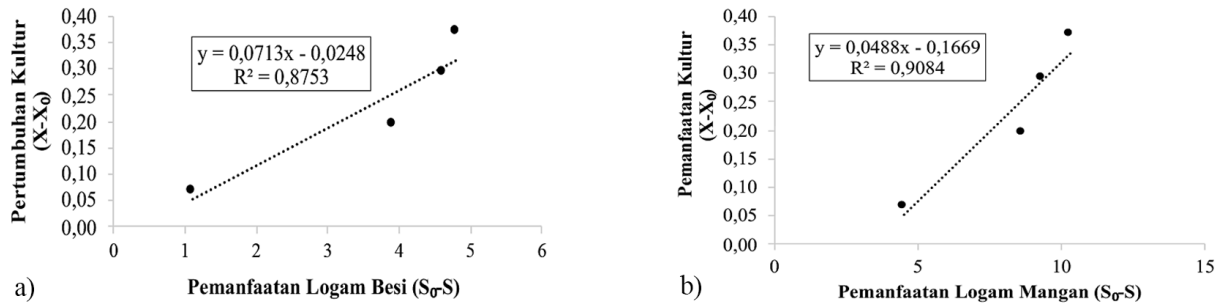 0,40
0,35
0,30
0,25
0,20
0,15
0,10
0,05
0,00
Pertumbuhan Kultur
(X-X0)
y = 0,0713x - 0,0248
R² = 0,8753
0 1 2 3 4 5 6
Pemanfaatan Logam Besi (S0-S)
a)
0,40
0,35
0,30
0,25
0,20
0,15
0,10
0,05
0,00
Pemanfaatan Kultur
(X-X0)
y = 0,0488x - 0,1669
R² = 0,9084
0 5 10 15
Pemanfaatan Logam Mangan (S0-S)
b)